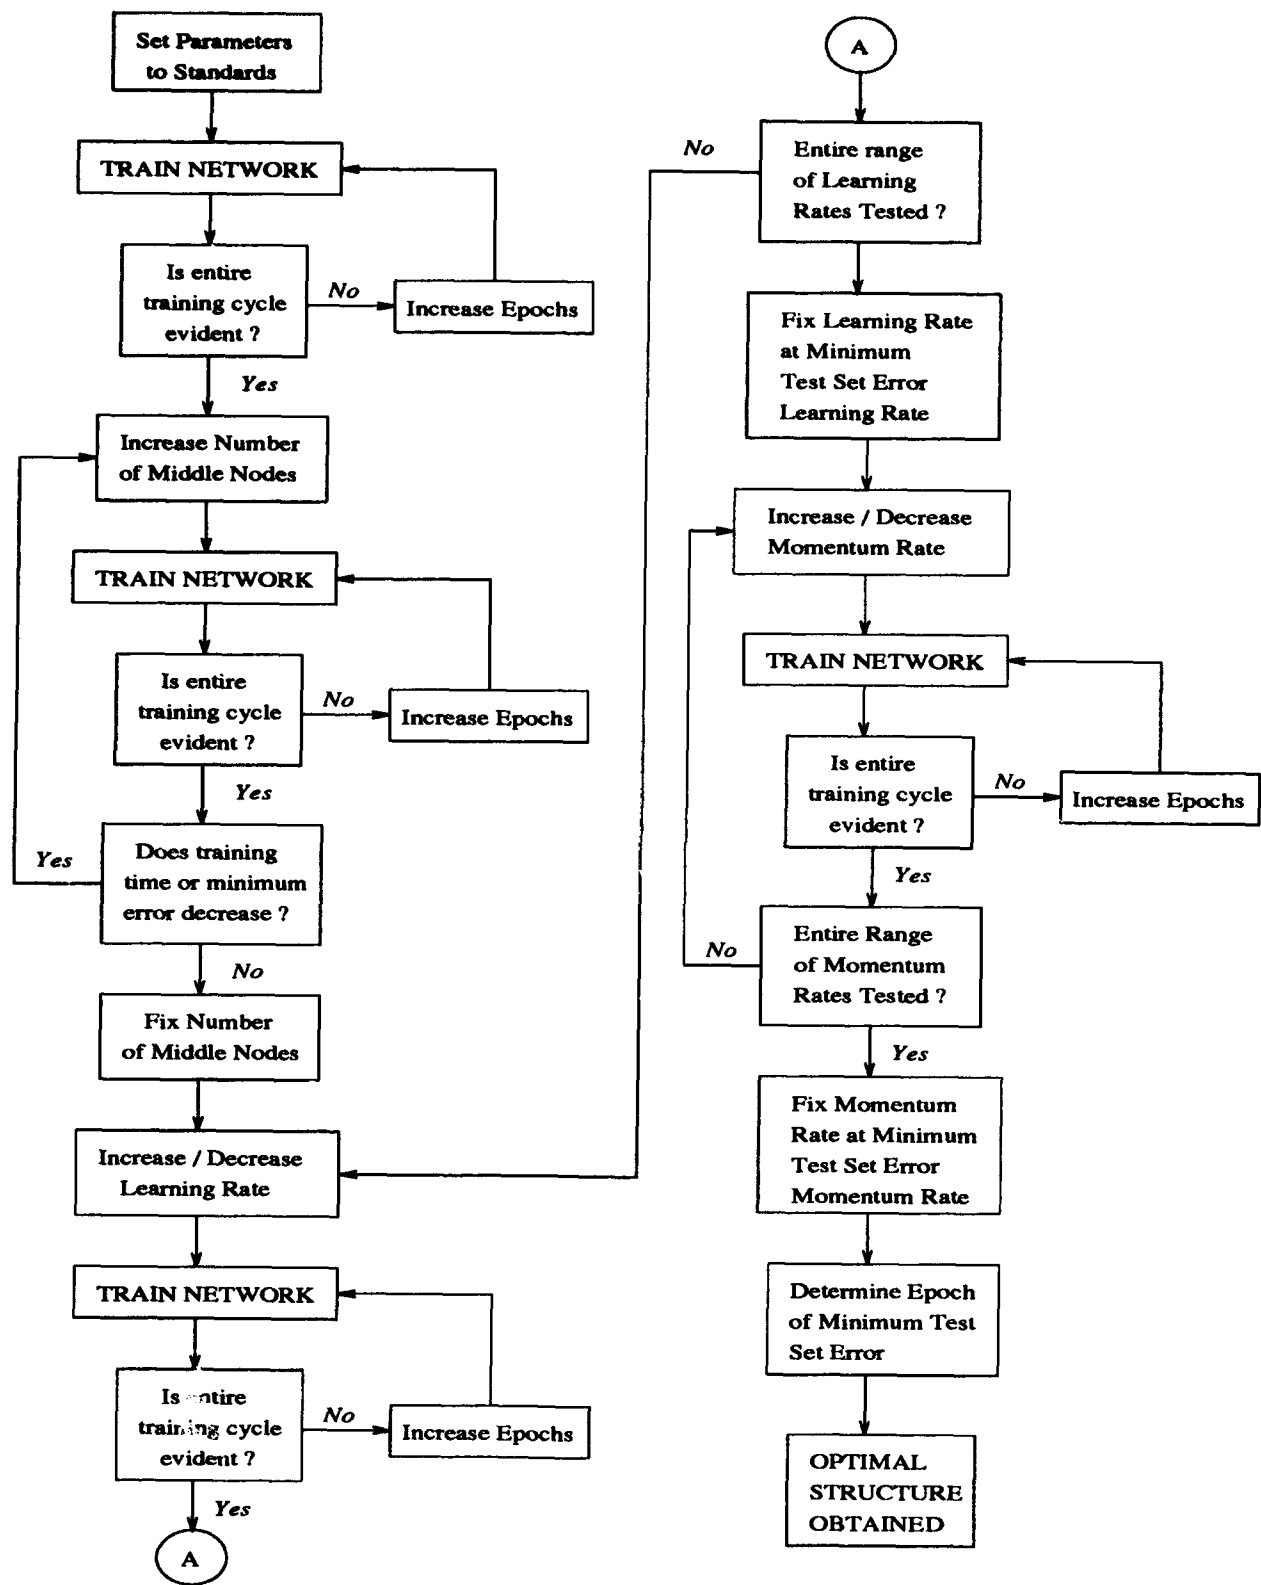 Set Parameters
to Standards
TRAIN NETWORK
Is entire
training cycle
evident ?
No
Increase Epochs
Yes
Increase Number
of Middle Nodes
TRAIN NETWORK
Is entire
training cycle
evident ?
No
Increase Epochs
Yes
Does training
time or minimum
error decrease ?
Yes
No
Fix Number
of Middle Nodes
Increase / Decrease
Learning Rate
TRAIN NETWORK
Is entire
training cycle
evident ?
No
Increase Epochs
Yes
A
A
Entire range
of Learning
Rates Tested ?
No
Fix Learning Rate
at Minimum
Test Set Error
Learning Rate
Increase / Decrease
Momentum Rate
TRAIN NETWORK
Is entire
training cycle
evident ?
No
Increase Epochs
Yes
Entire Range
of Momentum
Rates Tested ?
No
Yes
Fix Momentum
Rate at Minimum
Test Set Error
Momentum Rate
Determine Epoch
of Minimum Test
Set Error
OPTIMAL
STRUCTURE
OBTAINED